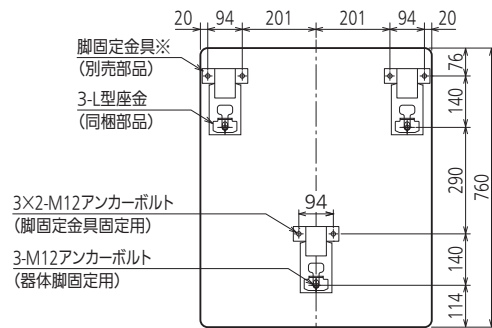 20 94 201 201 94 20
脚固定金具※
(別売部品)
3-L型座金
(同梱部品)
76
140
290
760
3×2-M12アンカーボルト
(脚固定金具固定用)
94
3-M12アンカーボルト
(器体脚固定用)
140
114